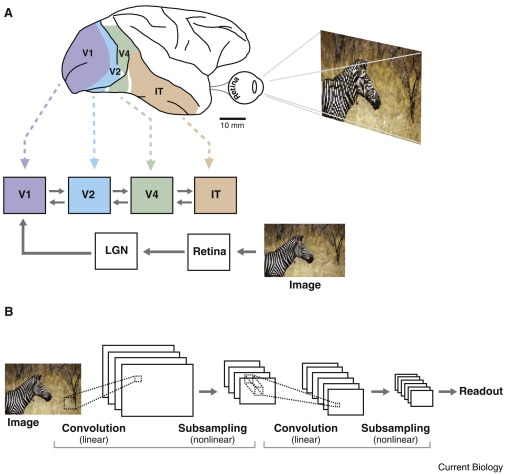 A
V1
V4
V2
IT
Retina
10 mm
V1
V2
V4
IT
LGN
Retina
Image
B
Image
Readout
Convolution
(linear)
Subsampling
(nonlinear)
Convolution
(linear)
Subsampling
(nonlinear)
Current Biology